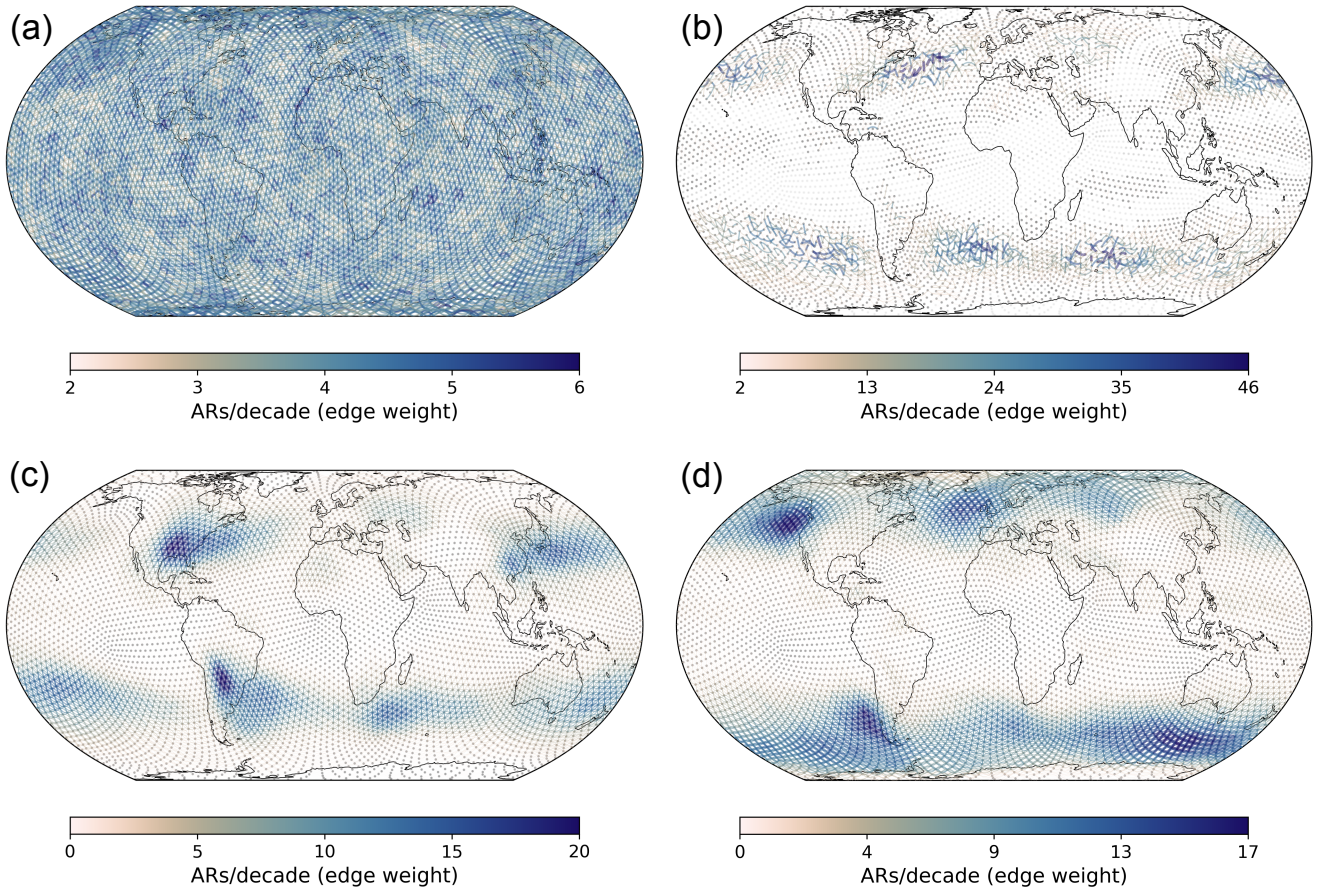 (a)
(b)
2 3 4 5 6
ARs/decade (edge weight)
2 13 24 35 46
ARs/decade (edge weight)
(c)
(d)
0 5 10 15 20
ARs/decade (edge weight)
0 4 9 13 17
ARs/decade (edge weight)